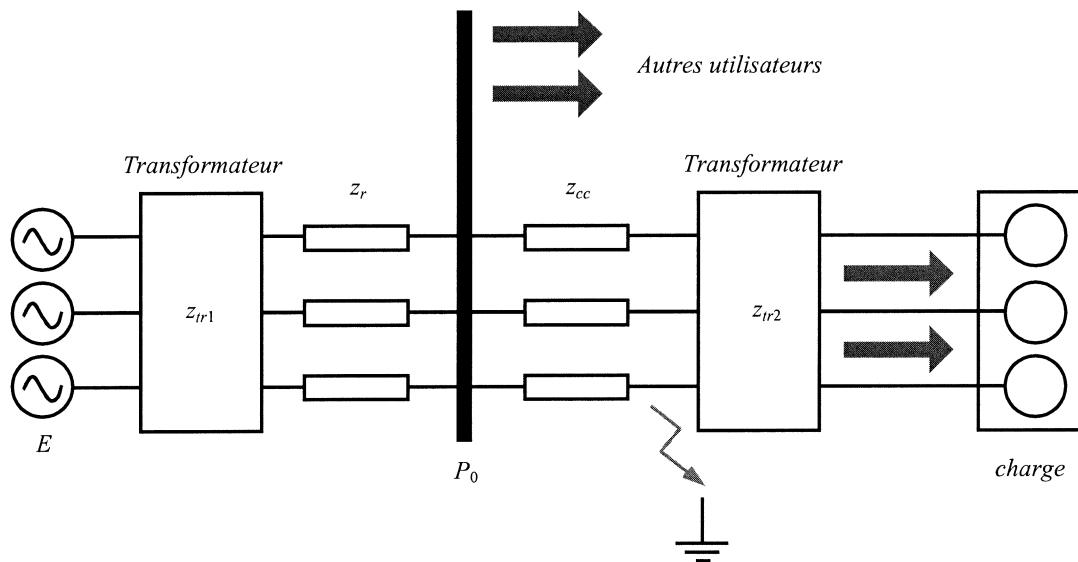 Autres utilisateurs
Transformateur
z_r
z_cc
Transformateur
z_tr1
z_tr2
E
P_0
charge